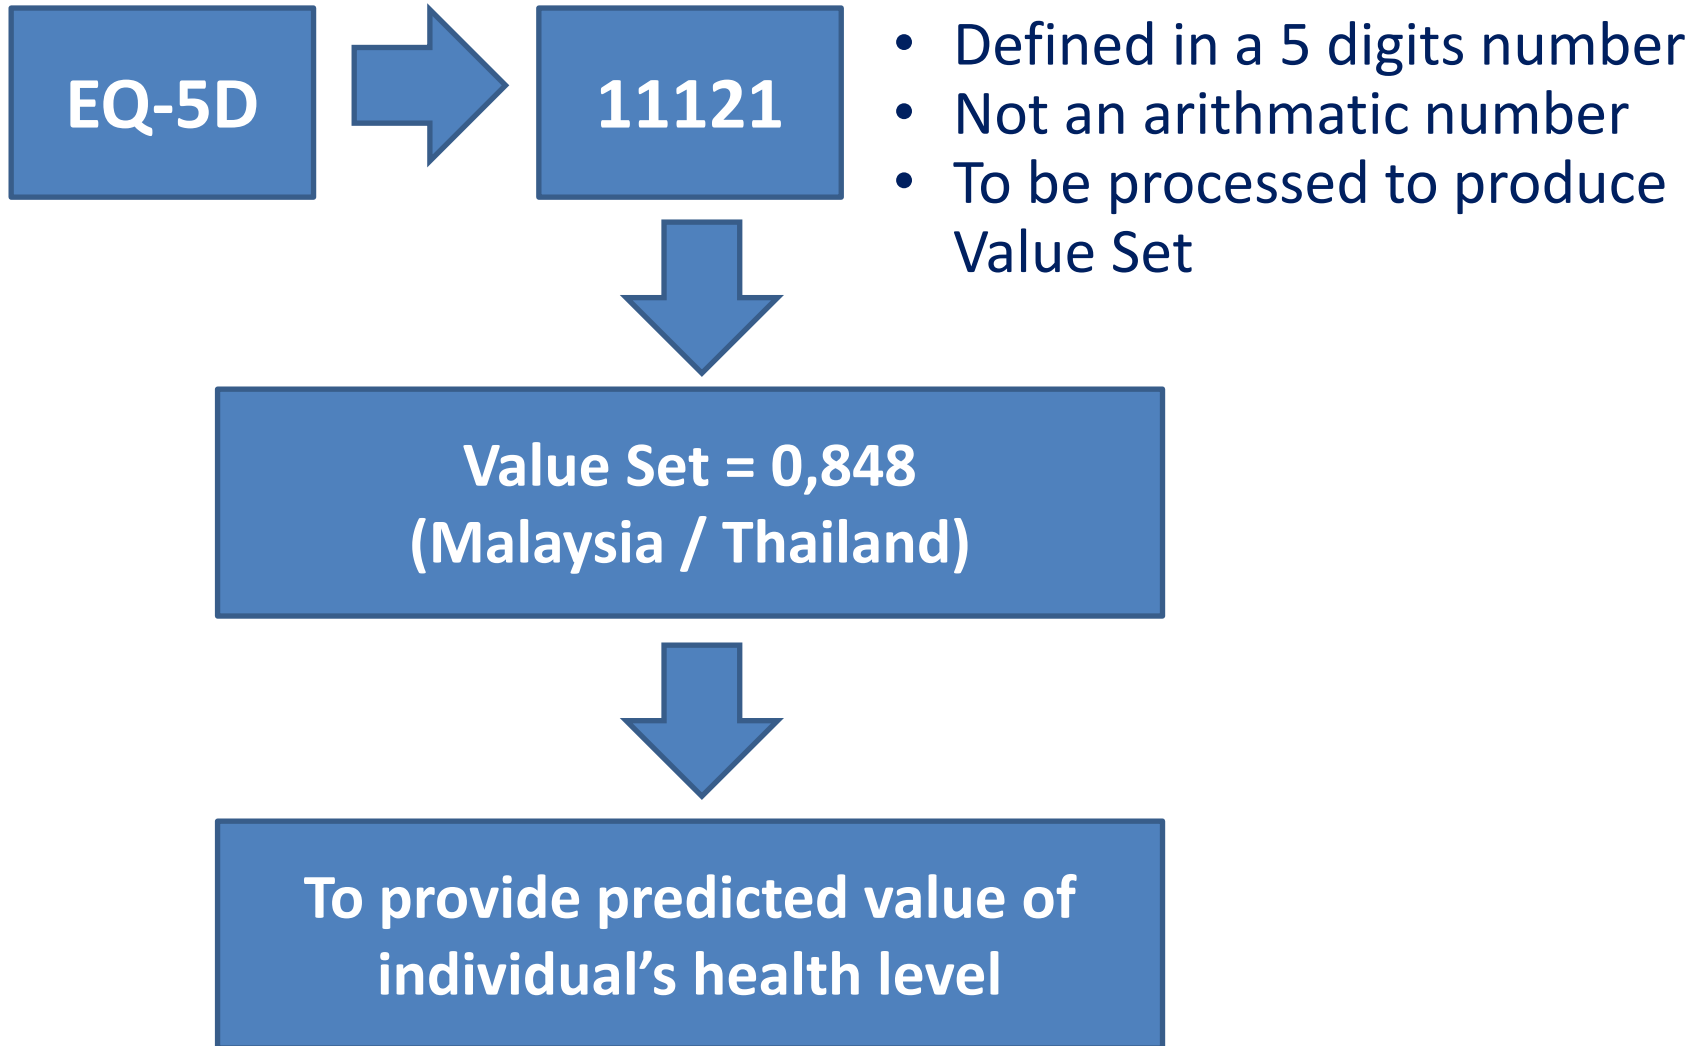 EQ-5D
11121
• Defined in a 5 digits number
• Not an arithmatic number
• To be processed to produce
Value Set
Value Set = 0,848
(Malaysia / Thailand)
To provide predicted value of
individual’s health level